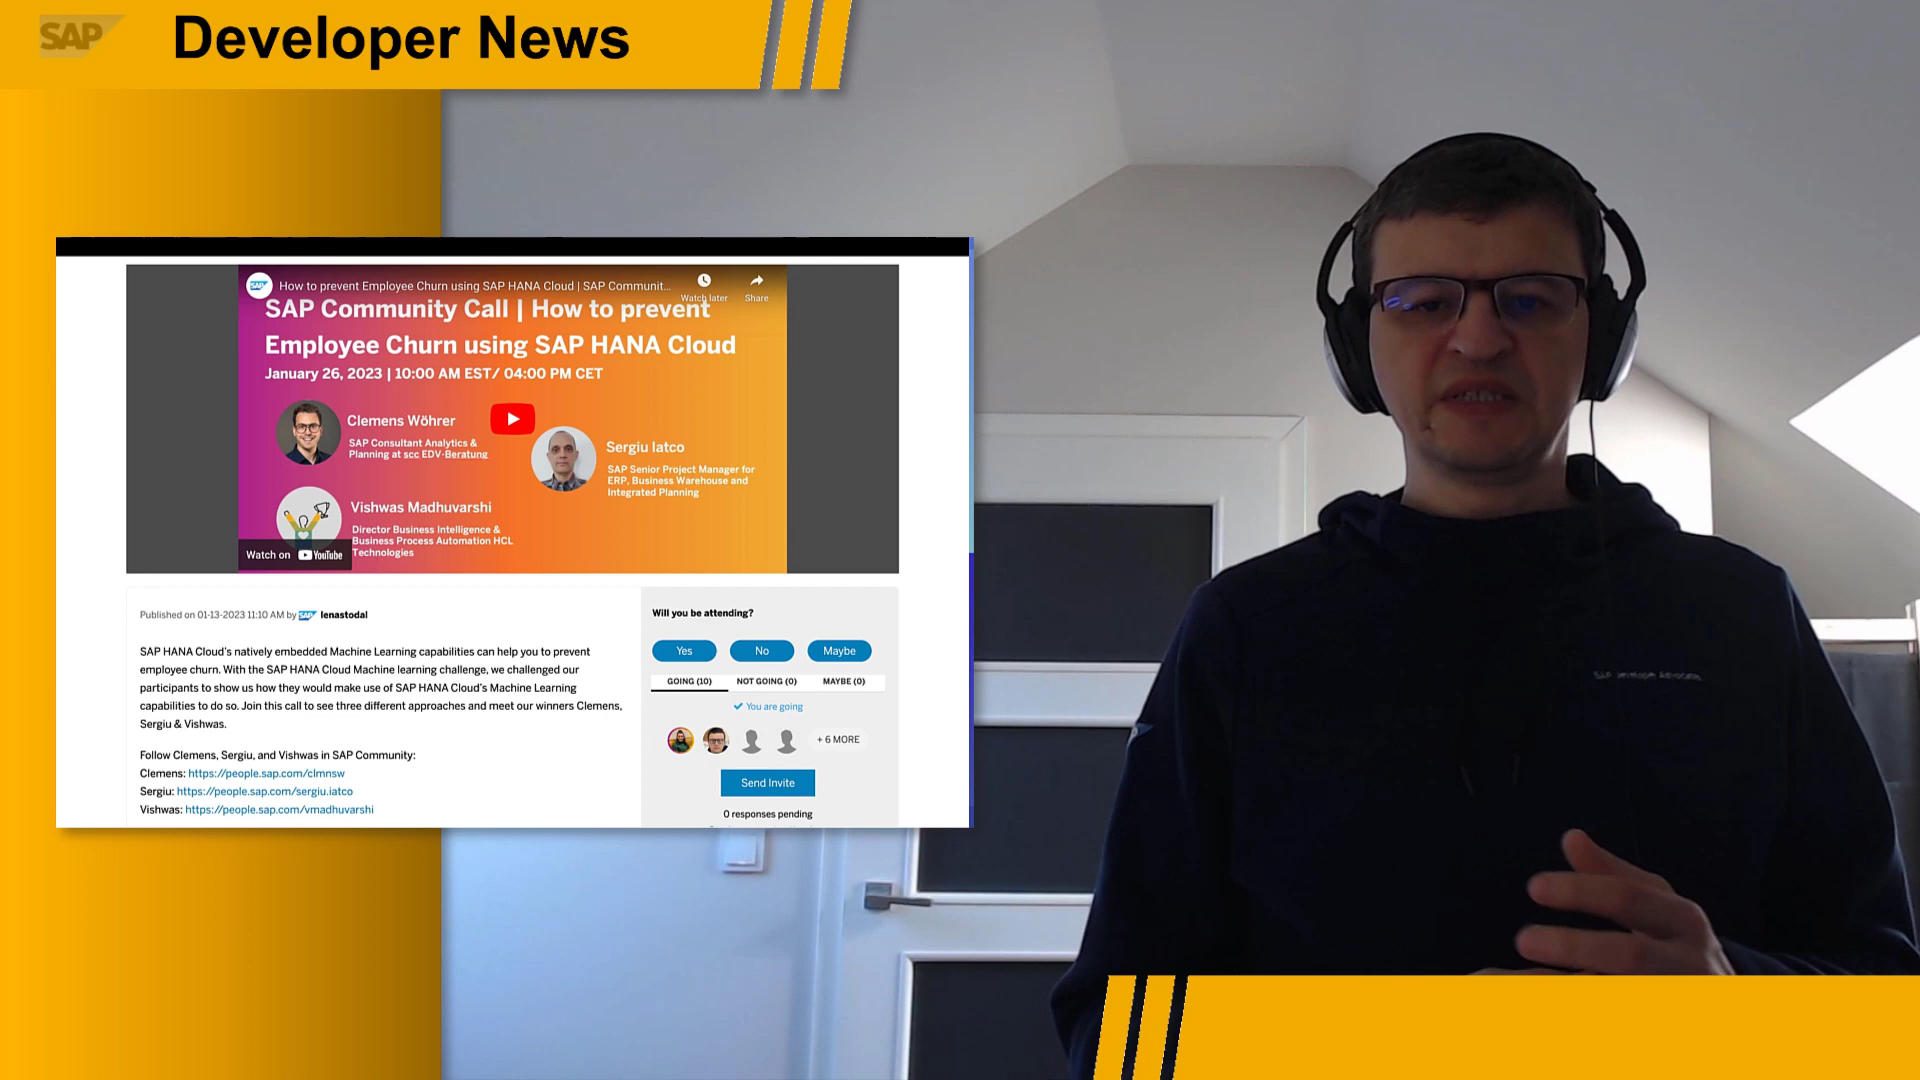 SAP
Developer News
SAP
How to prevent Employee Churn using SAP HANA Cloud | SAP Communit...
Watch later
Share
SAP Community Call | How to prevent
Employee Churn using SAP HANA Cloud
January 26, 2023 | 10:00 AM EST/ 04:00 PM CET
Clemens Wöhrer
SAP Consultant Analytics &
Planning at scc EDV-Beratung
Sergiu Iatco
SAP Senior Project Manager for
ERP, Business Warehouse and
Integrated Planning
Vishwas Madhuvarshi
Director Business Intelligence &
Business Process Automation HCL
Technologies
Watch on YouTube
Published on 01-13-2023 11:10 AM by SAP lenastodal
SAP HANA Cloud's natively embedded Machine Learning capabilities can help you to prevent
employee churn. With the SAP HANA Cloud Machine learning challenge, we challenged our
participants to show us how they would make use of SAP HANA Cloud's Machine Learning
capabilities to do so. Join this call to see three different approaches and meet our winners Clemens,
Sergiu & Vishwas.
Follow Clemens, Sergiu, and Vishwas in SAP Community:
Clemens: https://people.sap.com/clmnsw
Sergiu: https://people.sap.com/sergiu.iatco
Vishwas: https://people.sap.com/vmadhuvarshi
Will you be attending?
Yes
No
Maybe
GOING (10)
NOT GOING (0)
MAYBE (0)
You are going
+ 6 MORE
Send Invite
0 responses pending
SAP Developer Advocates